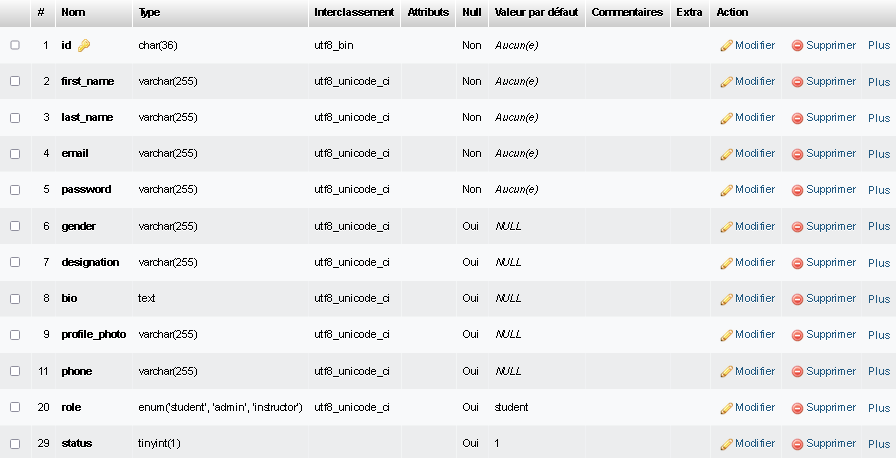 # Nom Type Interclassement Attributs Null Valeur par défaut Commentaires Extra Action
1 id char(36) utf8_bin Non Aucun(e) Modifier Supprimer Plus
2 first_name varchar(255) utf8_unicode_ci Non Aucun(e) Modifier Supprimer Plus
3 last_name varchar(255) utf8_unicode_ci Non Aucun(e) Modifier Supprimer Plus
4 email varchar(255) utf8_unicode_ci Non Aucun(e) Modifier Supprimer Plus
5 password varchar(255) utf8_unicode_ci Non Aucun(e) Modifier Supprimer Plus
6 gender varchar(255) utf8_unicode_ci Oui NULL Modifier Supprimer Plus
7 designation varchar(255) utf8_unicode_ci Oui NULL Modifier Supprimer Plus
8 bio text utf8_unicode_ci Oui NULL Modifier Supprimer Plus
9 profile_photo varchar(255) utf8_unicode_ci Oui NULL Modifier Supprimer Plus
11 phone varchar(255) utf8_unicode_ci Oui NULL Modifier Supprimer Plus
20 role enum('student', 'admin', 'instructor') utf8_unicode_ci Oui student Modifier Supprimer Plus
29 status tinyint(1) Oui 1 Modifier Supprimer Plus